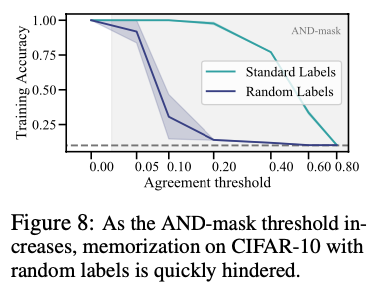 1.00
AND-mask
0.75
Standard Labels
0.50
Random Labels
0.25
Training Accuracy
0.00 0.05 0.10 0.20 0.40 0.60 0.80
Agreement threshold
Figure 8: As the AND-mask threshold in-
creases, memorization on CIFAR-10 with
random labels is quickly hindered.